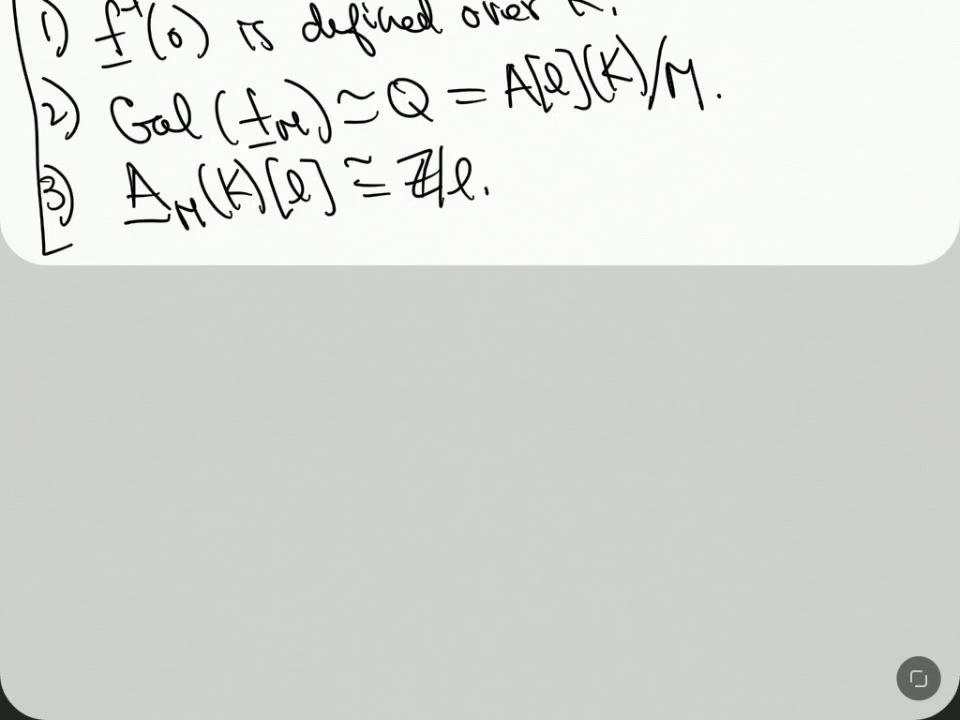 1) f⁻¹(0) is defined over K.
2) Gal(f_M) ≃ Q = A[ℓ](K)/M.
3) A_M(K)[ℓ] ≅ ℤ/ℓ.